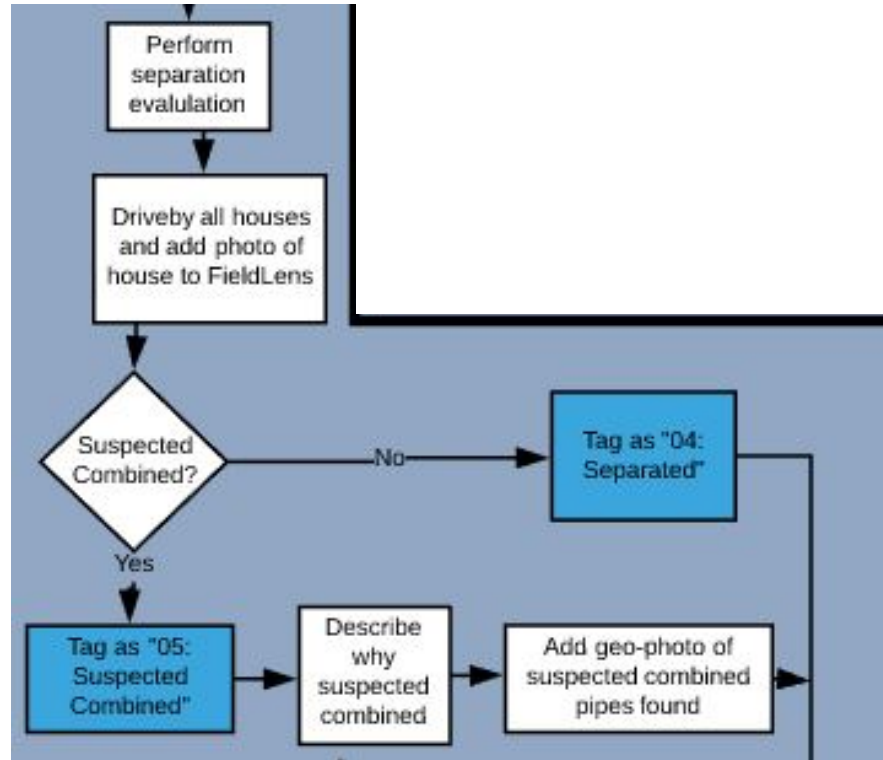 Perform
separation
evalulation
Driveby all houses
and add photo of
house to FieldLens
Suspected
Combined?
No
Tag as "04:
Separated"
Yes
Tag as "05:
Suspected
Combined"
Describe
why
suspected
combined
Add geo-photo of
suspected combined
pipes found